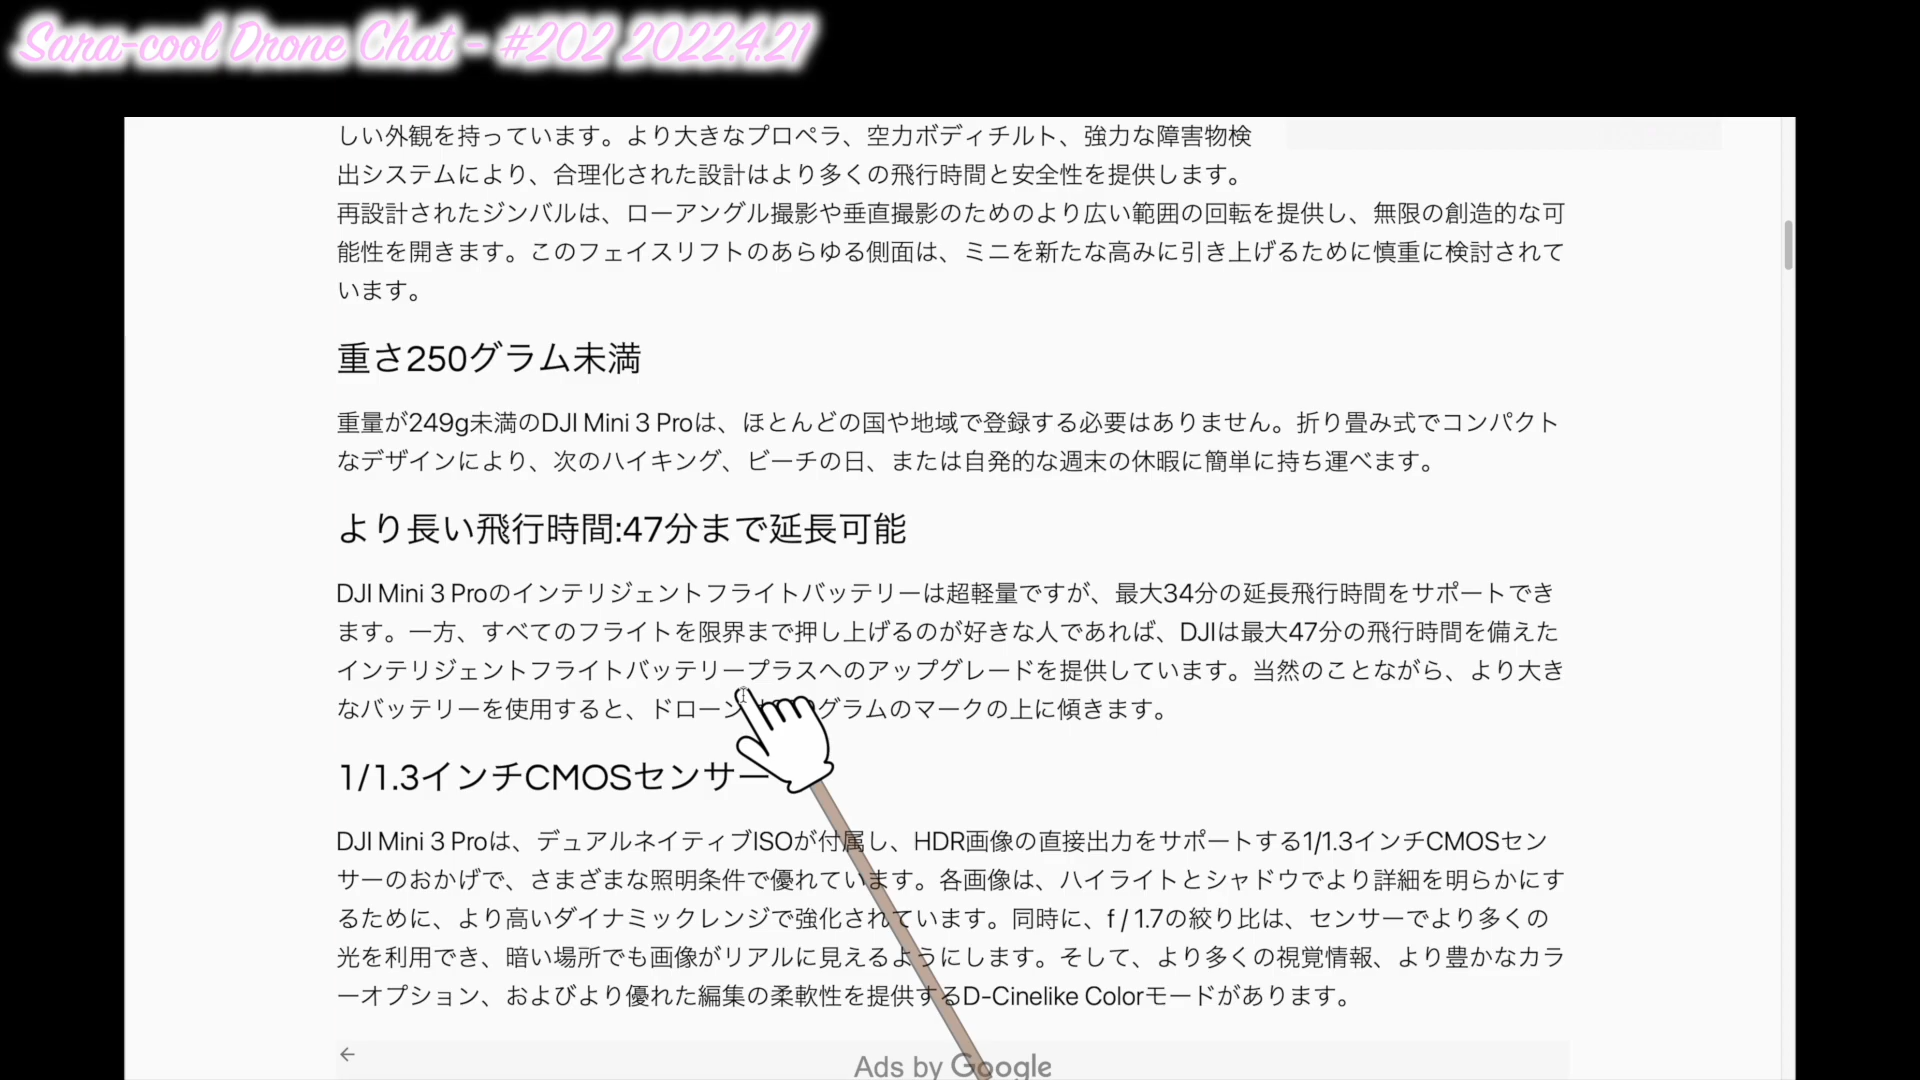 Sara-cool Drone Chat - #202 2022.4.21
しい外観を持っています。より大きなプロペラ、空力ボディチルト、強力な障害物検
出システムにより、合理化された設計はより多くの飛行時間と安全性を提供します。
再設計されたジンバルは、ローアングル撮影や垂直撮影のためのより広い範囲の回転を提供し、無限の創造的な可
能性を開きます。このフェイスリフトのあらゆる側面は、ミニを新たな高みに引き上げるために慎重に検討されて
います。
重さ250グラム未満
重量が249g未満のDJI Mini 3 Proは、ほとんどの国や地域で登録する必要はありません。折り畳み式でコンパクト
なデザインにより、次のハイキング、ビーチの日、または自発的な週末の休暇に簡単に持ち運べます。
より長い飛行時間:47分まで延長可能
DJI Mini 3 Proのインテリジェントフライトバッテリーは超軽量ですが、最大34分の延長飛行時間をサポートでき
ます。一方、すべてのフライトを限界まで押し上げるのが好きな人であれば、DJIは最大47分の飛行時間を備えた
インテリジェントフライトバッテリープラスへのアップグレードを提供しています。当然のことながら、より大き
なバッテリーを使用すると、ドローン グラムのマークの上に傾きます。
1/1.3インチCMOSセンサー
DJI Mini 3 Proは、デュアルネイティブISOが付属し、HDR画像の直接出力をサポートする1/1.3インチCMOSセン
サーのおかげで、さまざまな照明条件で優れています。各画像は、ハイライトとシャドウでより詳細を明らかにす
るために、より高いダイナミックレンジで強化されています。同時に、f / 1.7の絞り比は、センサーでより多くの
光を利用でき、暗い場所でも画像がリアルに見えるようにします。そして、より多くの視覚情報、より豊かなカラ
ーオプション、およびより優れた編集の柔軟性を提供するD-Cinelike Colorモードがあります。
Ads by Google